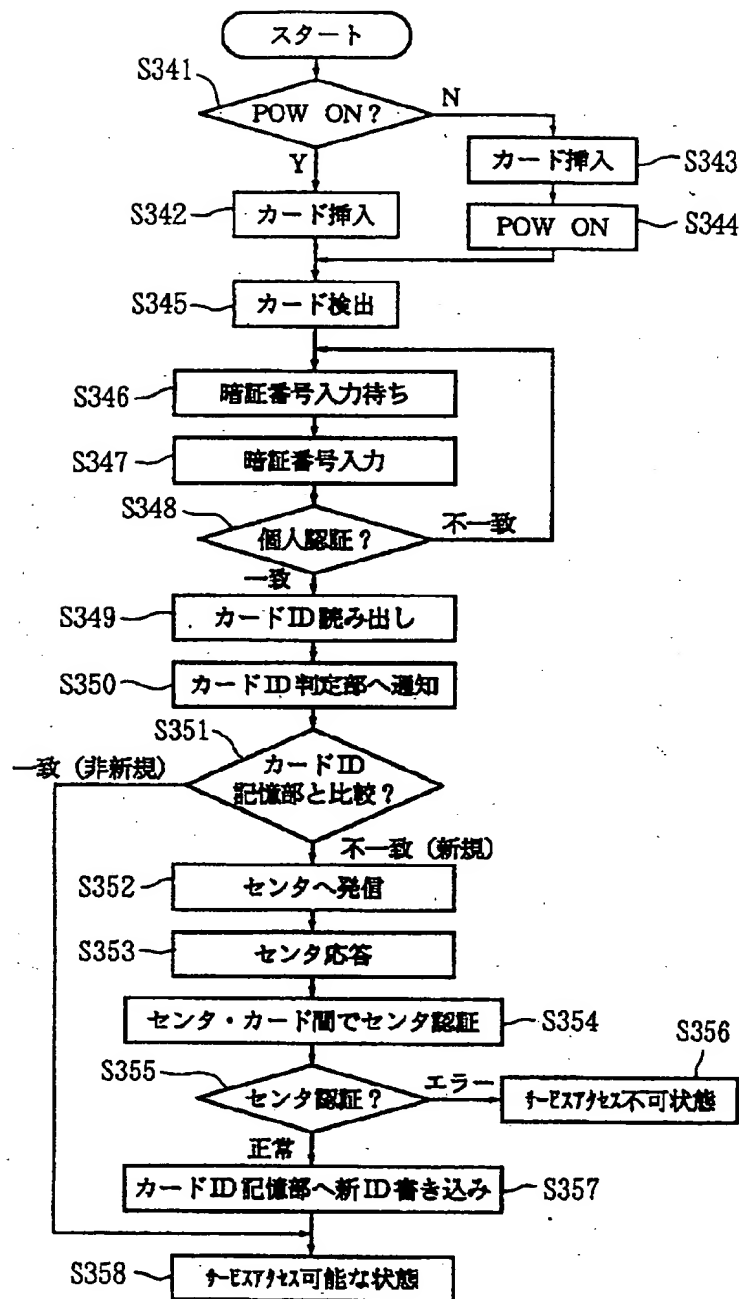 スタート
S341
POW ON?
N
Y
カード挿入
S343
S342
カード挿入
POW ON
S344
S345
カード検出
S346
暗証番号入力待ち
S347
暗証番号入力
S348
個人認証?
不一致
一致
S349
カードID読み出し
S350
カードID判定部へ通知
S351
一致(非新規)
カードID
記憶部と比較?
不一致(新規)
S352
センタへ発信
S353
センタ応答
センタ・カード間でセンタ認証
S354
S355
センタ認証?
エラー
S356
サービスアクセス不可状態
正常
カードID記憶部へ新ID書き込み
S357
S358
サービスアクセス可能な状態